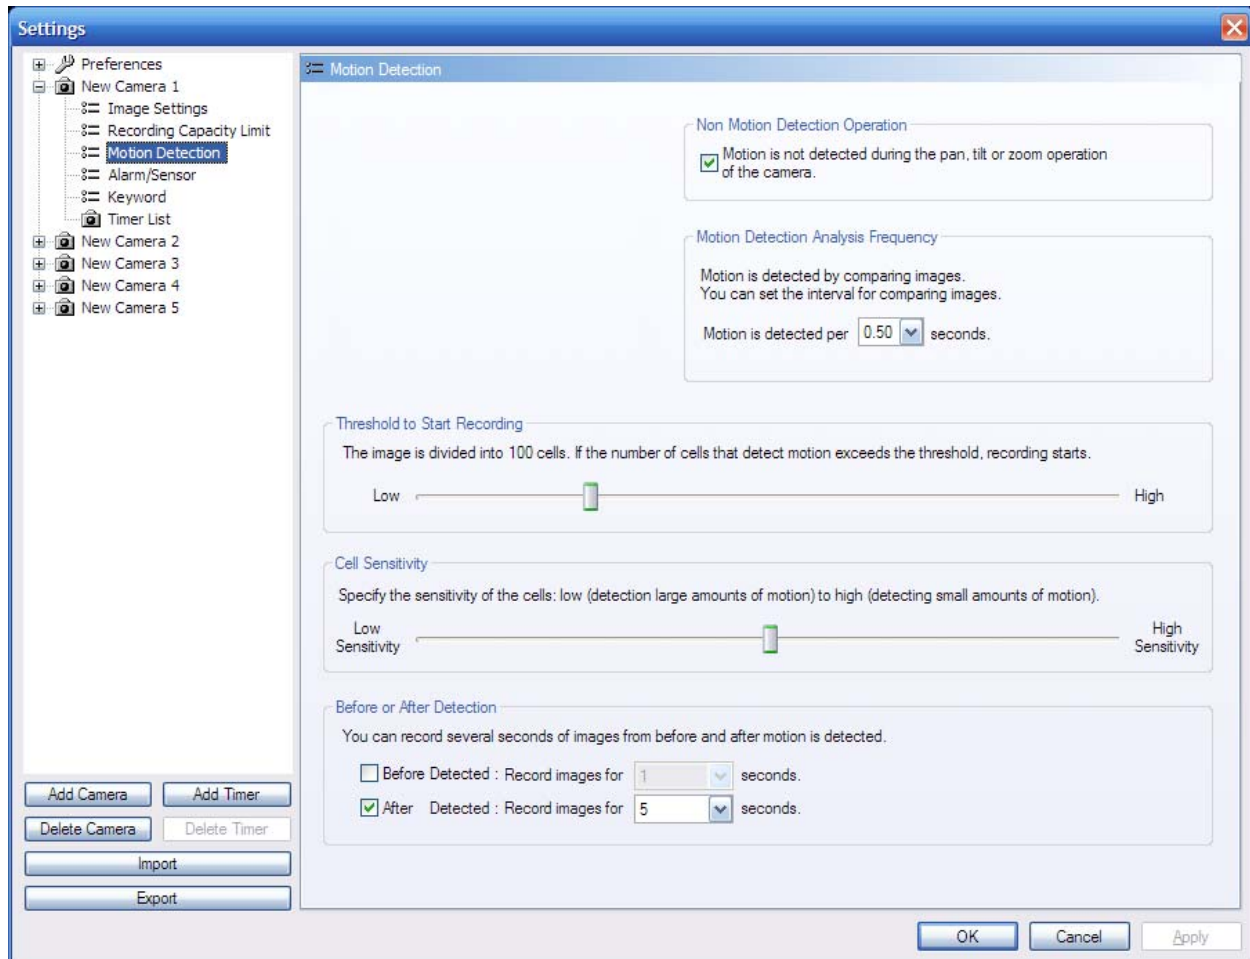 Settings
Preferences
New Camera 1
Image Settings
Recording Capacity Limit
Motion Detection
Alarm/Sensor
Keyword
Timer List
New Camera 2
New Camera 3
New Camera 4
New Camera 5
Add Camera
Add Timer
Delete Camera
Delete Timer
Import
Export
Motion Detection
Non Motion Detection Operation
Motion is not detected during the pan, tilt or zoom operation
of the camera.
Motion Detection Analysis Frequency
Motion is detected by comparing images.
You can set the interval for comparing images.
Motion is detected per 0.50 seconds.
Threshold to Start Recording
The image is divided into 100 cells. If the number of cells that detect motion exceeds the threshold, recording starts.
Low High
Cell Sensitivity
Specify the sensitivity of the cells: low (detection large amounts of motion) to high (detecting small amounts of motion).
Low
Sensitivity
High
Sensitivity
Before or After Detection
You can record several seconds of images from before and after motion is detected.
Before Detected : Record images for 1 seconds.
After Detected : Record images for 5 seconds.
OK Cancel Apply